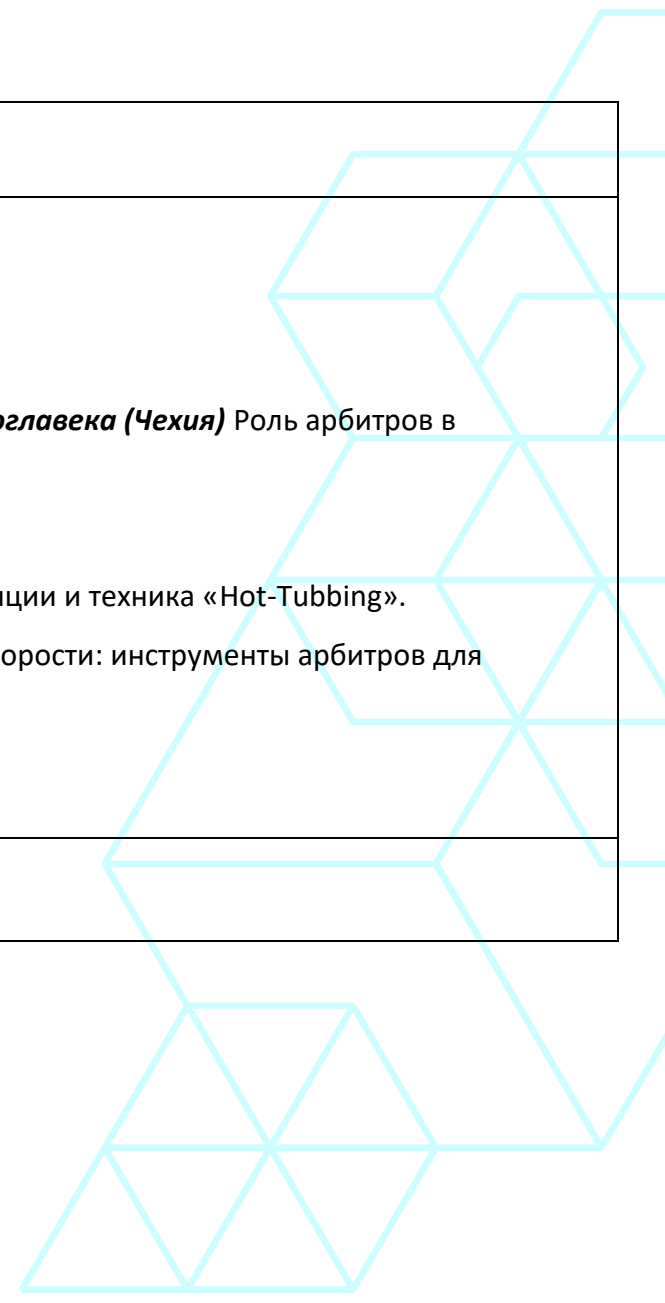 оглавека (Чехия) Роль арбитров в
ции и техника «Hot-Tubbing».
орости: инструменты арбитров для